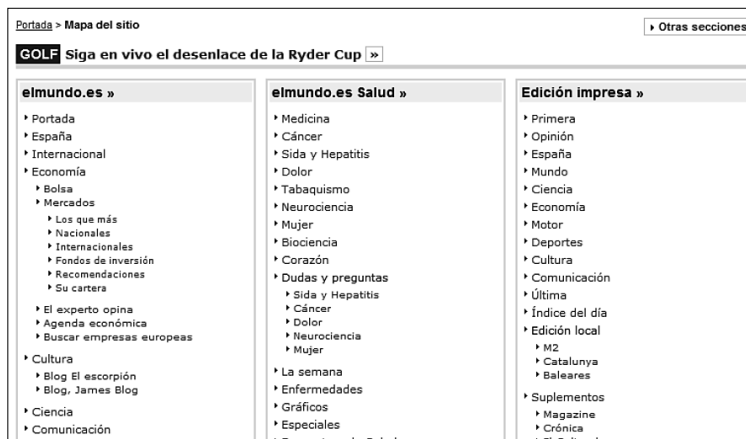 Portada > Mapa del sitio
Otras secciones
GOLF Siga en vivo el desenlace de la Ryder Cup »
elmundo.es »
Portada
España
Internacional
Economía
Bolsa
Mercados
Los que más
Nacionales
Internacionales
Fondos de inversión
Recomendaciones
Su cartera
El experto opina
Agenda económica
Buscar empresas europeas
Cultura
Blog El escorpión
Blog, James Blog
Ciencia
Comunicación
elmundo.es Salud »
Medicina
Cáncer
Sida y Hepatitis
Dolor
Tabaquismo
Neurociencia
Mujer
Biociencia
Corazón
Dudas y preguntas
Sida y Hepatitis
Cáncer
Dolor
Neurociencia
Mujer
La semana
Enfermedades
Gráficos
Especiales
Edición impresa »
Primera
Opinión
España
Mundo
Ciencia
Economía
Motor
Deportes
Cultura
Comunicación
Última
Índice del día
Edición local
M2
Catalunya
Baleares
Suplementos
Magazine
Crónica